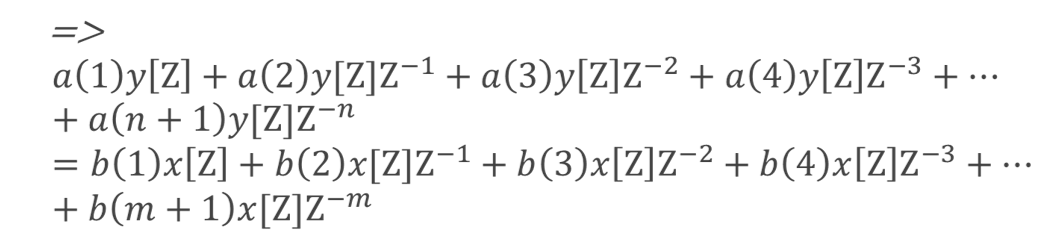 =>
a(1)y[Z] + a(2)y[Z]Z⁻¹ + a(3)y[Z]Z⁻² + a(4)y[Z]Z⁻³ + ⋯
+ a(n + 1)y[Z]Z⁻ⁿ
= b(1)x[Z] + b(2)x[Z]Z⁻¹ + b(3)x[Z]Z⁻² + b(4)x[Z]Z⁻³ + ⋯
+ b(m + 1)x[Z]Z⁻ᵐ